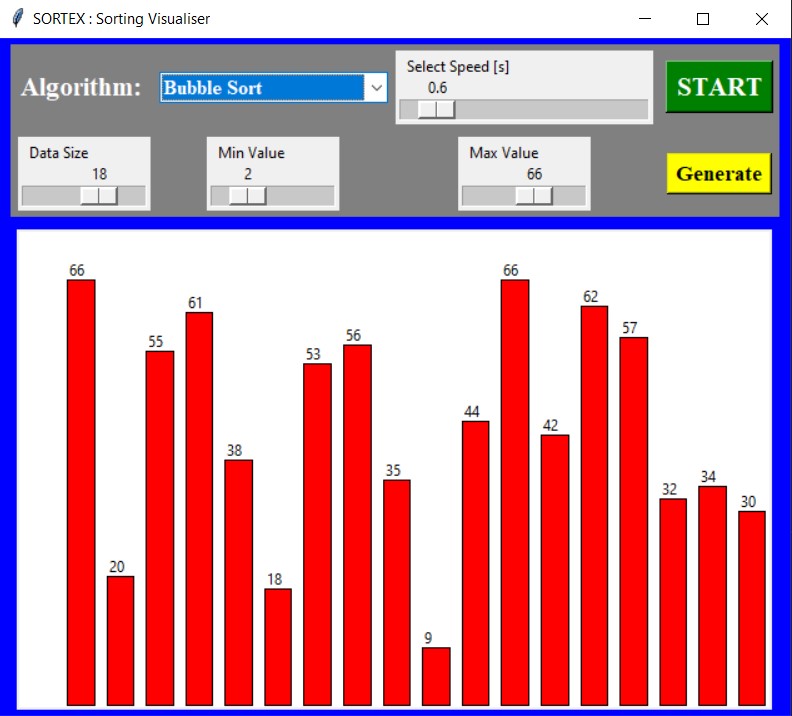 SORTEX : Sorting Visualiser
Algorithm:
Bubble Sort
Select Speed [s]
0.6
START
Data Size
18
Min Value
2
Max Value
66
Generate
66
20
55
61
38
18
53
56
35
9
44
66
42
62
57
32
34
30